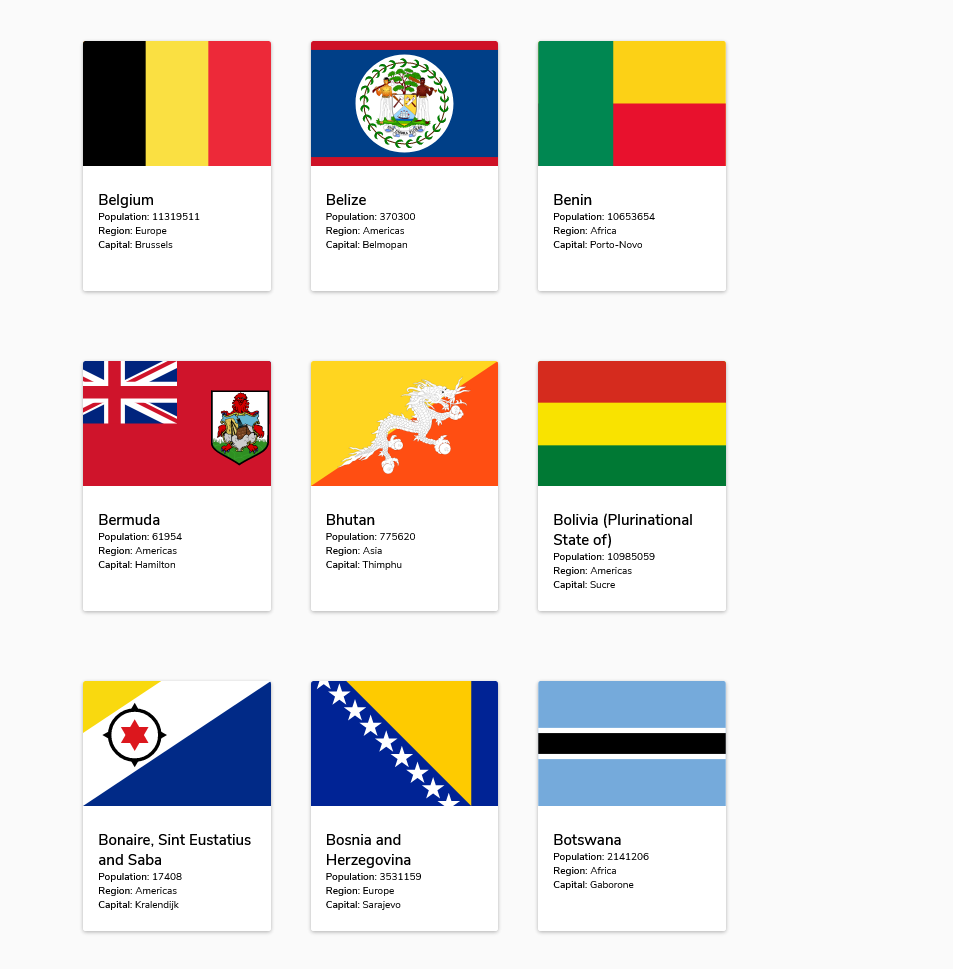 Belgium
Population: 11319511
Region: Europe
Capital: Brussels
Belize
Population: 370300
Region: Americas
Capital: Belmopan
Benin
Population: 10653654
Region: Africa
Capital: Porto-Novo
Bermuda
Population: 61954
Region: Americas
Capital: Hamilton
Bhutan
Population: 775620
Region: Asia
Capital: Thimphu
Bolivia (Plurinational
State of)
Population: 10985059
Region: Americas
Capital: Sucre
Bonaire, Sint Eustatius
and Saba
Population: 17408
Region: Americas
Capital: Kralendijk
Bosnia and
Herzegovina
Population: 3531159
Region: Europe
Capital: Sarajevo
Botswana
Population: 2141206
Region: Africa
Capital: Gaborone